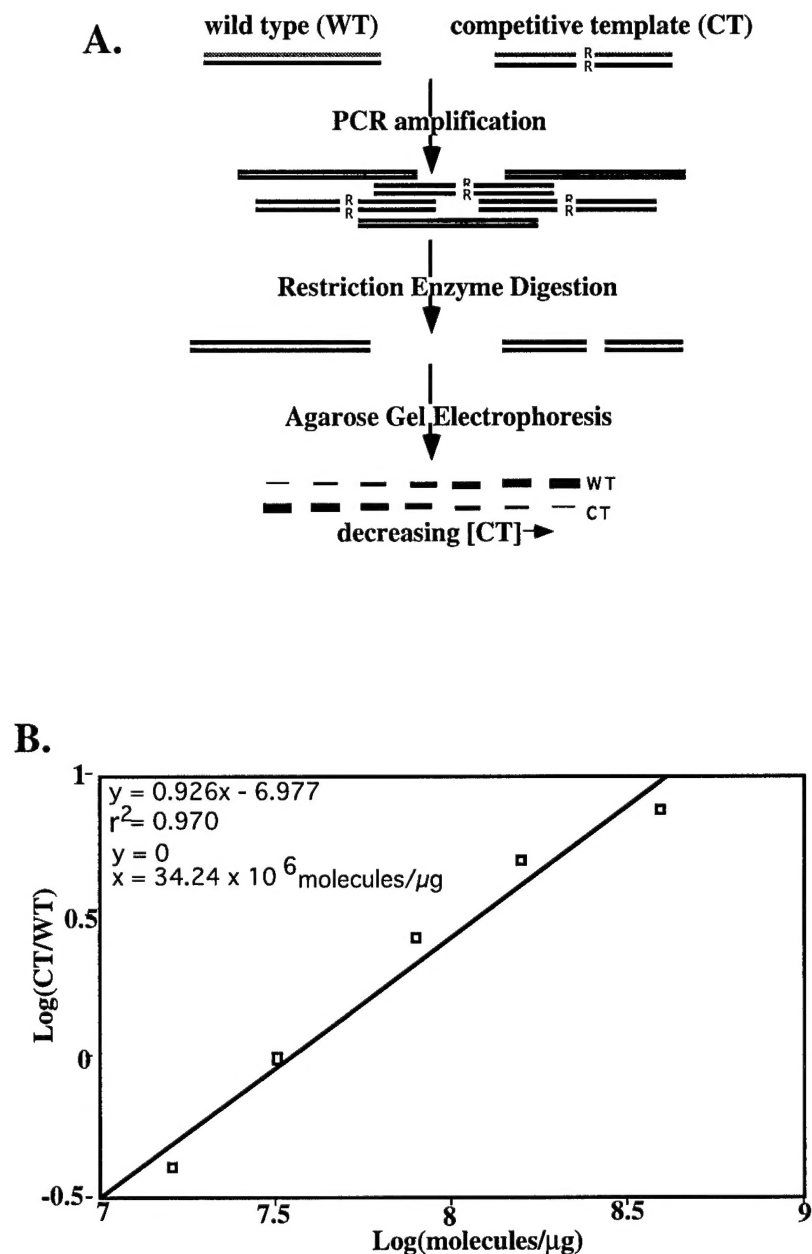 A.
wild type (WT) competitive template (CT)
R
R
PCR amplification
R
R
R R
R R
Restriction Enzyme Digestion
Agarose Gel Electrophoresis
WT
CT
decreasing [CT]
B.
y = 0.926x - 6.977
r² = 0.970
y = 0
x = 34.24 x 10⁶ molecules/µg
1
0.5
0
-0.5
Log(CT/WT)
7 7.5 8 8.5 9
Log(molecules/µg)